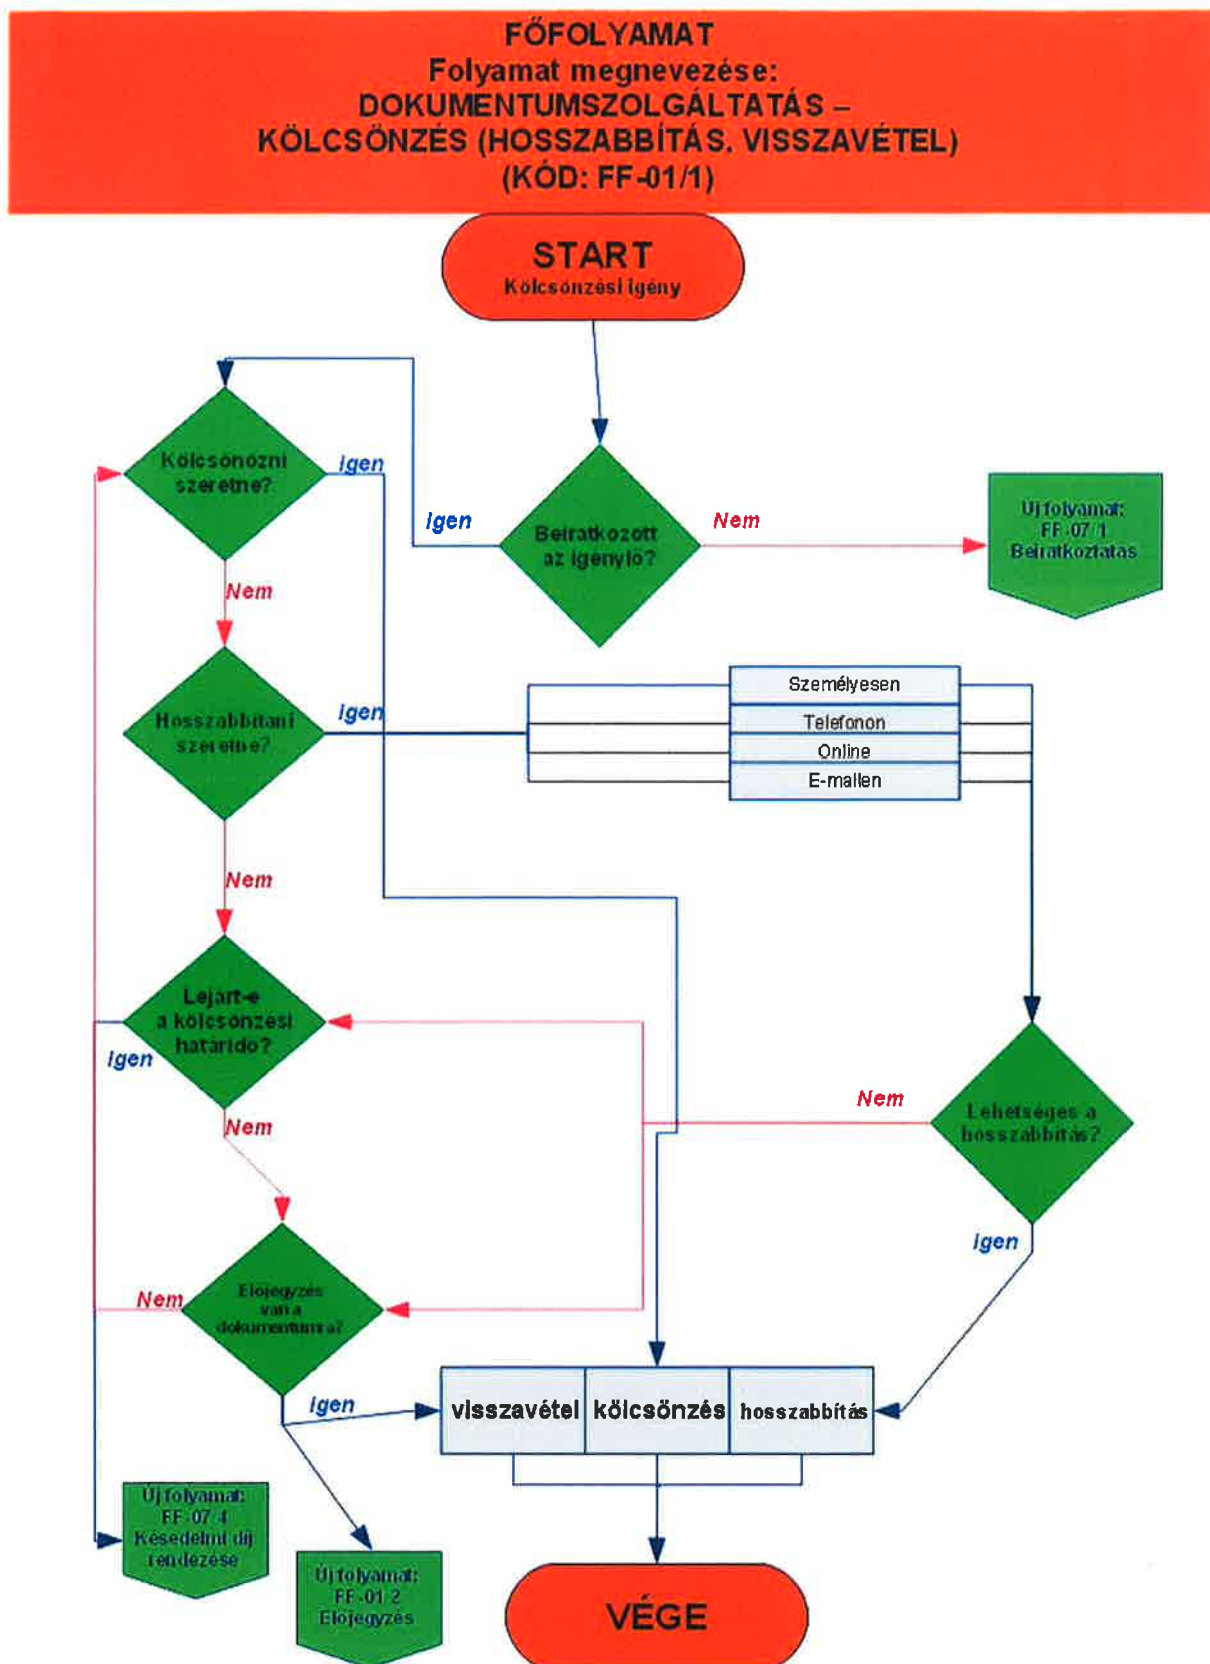 FŐFOLYAMAT
Folyamat megnevezése:
DOKUMENTUMSZOLGÁLTATÁS –
KÖLCSÖNZÉS (HOSSZABBÍTÁS. VISSZAVÉTEL)
(KÓD: FF-01/1)
START
Kölcsönzési igény
Kölcsönözni
szeretne?
Igen
Igen
Beiratkozott
az igénylő?
Nem
Új folyamat:
FF-07/1
Beiratkoztatás
Nem
Hosszabbítani
szeretne?
Igen
Személyesen
Telefonon
Online
E-mailen
Nem
Lejárt-e
a kölcsönzési
határidő?
Igen
Nem
Nem
Lehetséges a
hosszabbítás?
Igen
Előjegyzés
van a
dokumentumra?
Nem
Igen
visszavétel
kölcsönzés
hosszabbítás
Új folyamat:
FF-07/4
Késedelmi díj
rendezése
Új folyamat:
FF-01/2
Előjegyzés
VÉGE